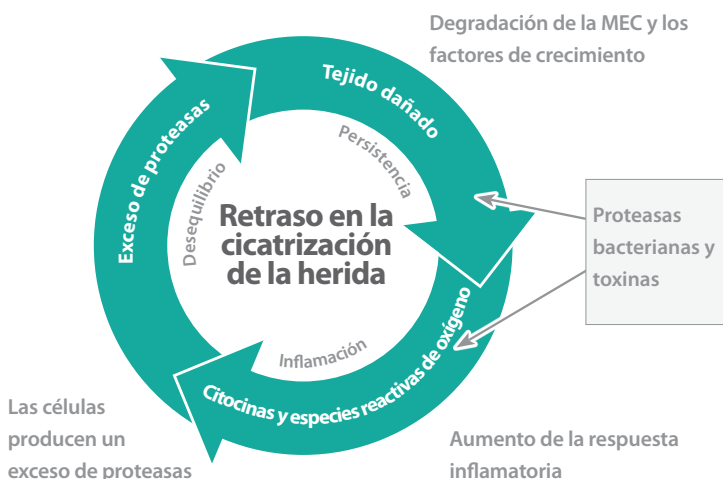 Degradación de la MEC y los
factores de crecimiento
Tejido dañado
Persistencia
Exceso de proteasas
Desequilibrio
Retraso en la
cicatrización
de la herida
Proteasas
bacterianas y
toxinas
Inflamación
Citocinas y especies reactivas de oxígeno
Las células
producen un
exceso de proteasas
Aumento de la respuesta
inflamatoria